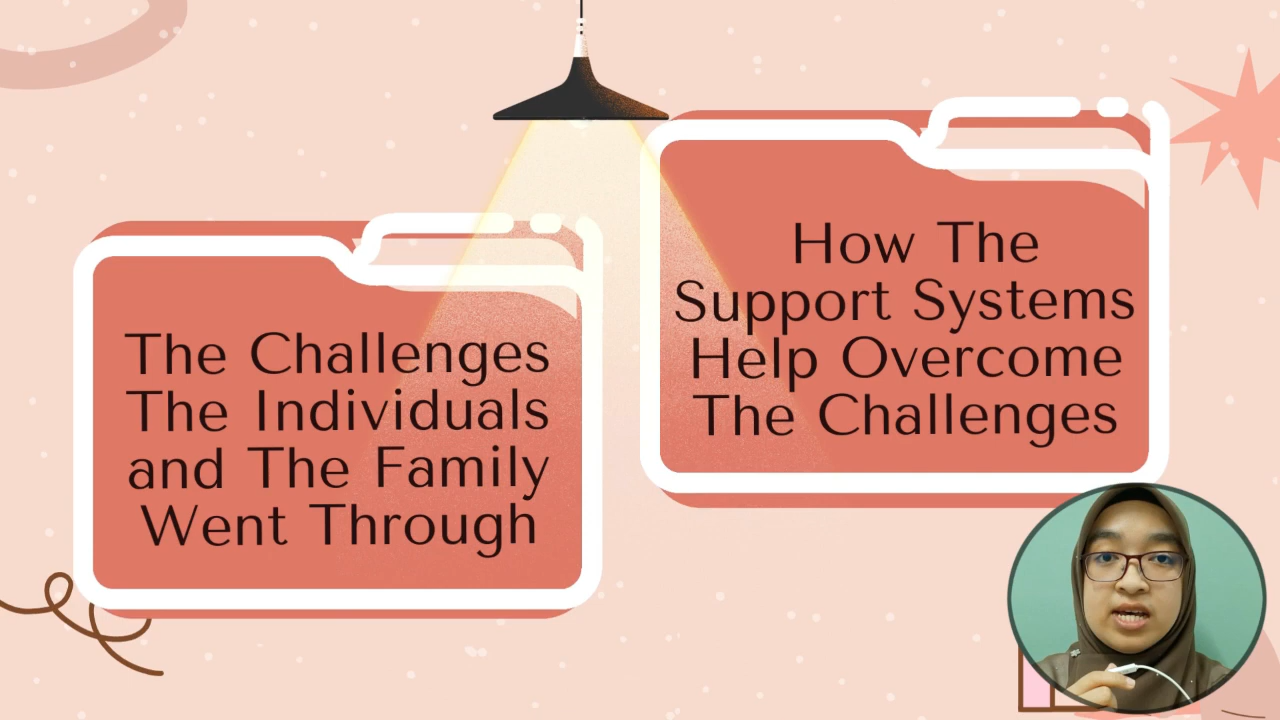 The Challenges
The Individuals
and The Family
Went Through
How The
Support Systems
Help Overcome
The Challenges